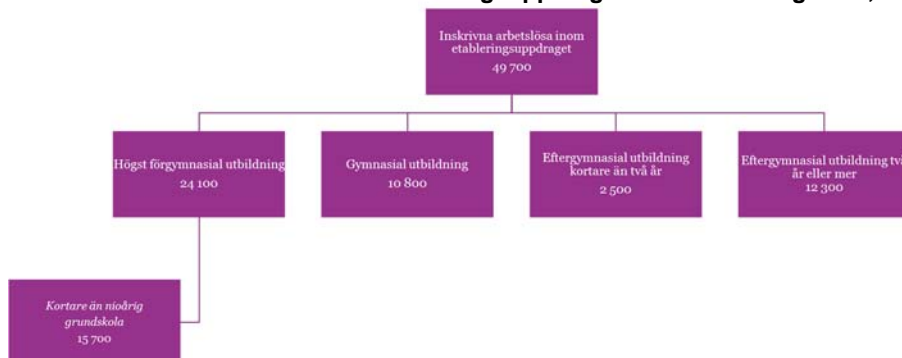 Inskrivna arbetslösa inom
etableringsuppdraget
49 700
Högst förgymnasial utbildning
24 100
Gymnasial utbildning
10 800
Eftergymnasial utbildning
kortare än två år
2 500
Eftergymnasial utbildning två
år eller mer
12 300
Kortare än nioårig
grundskola
15 700